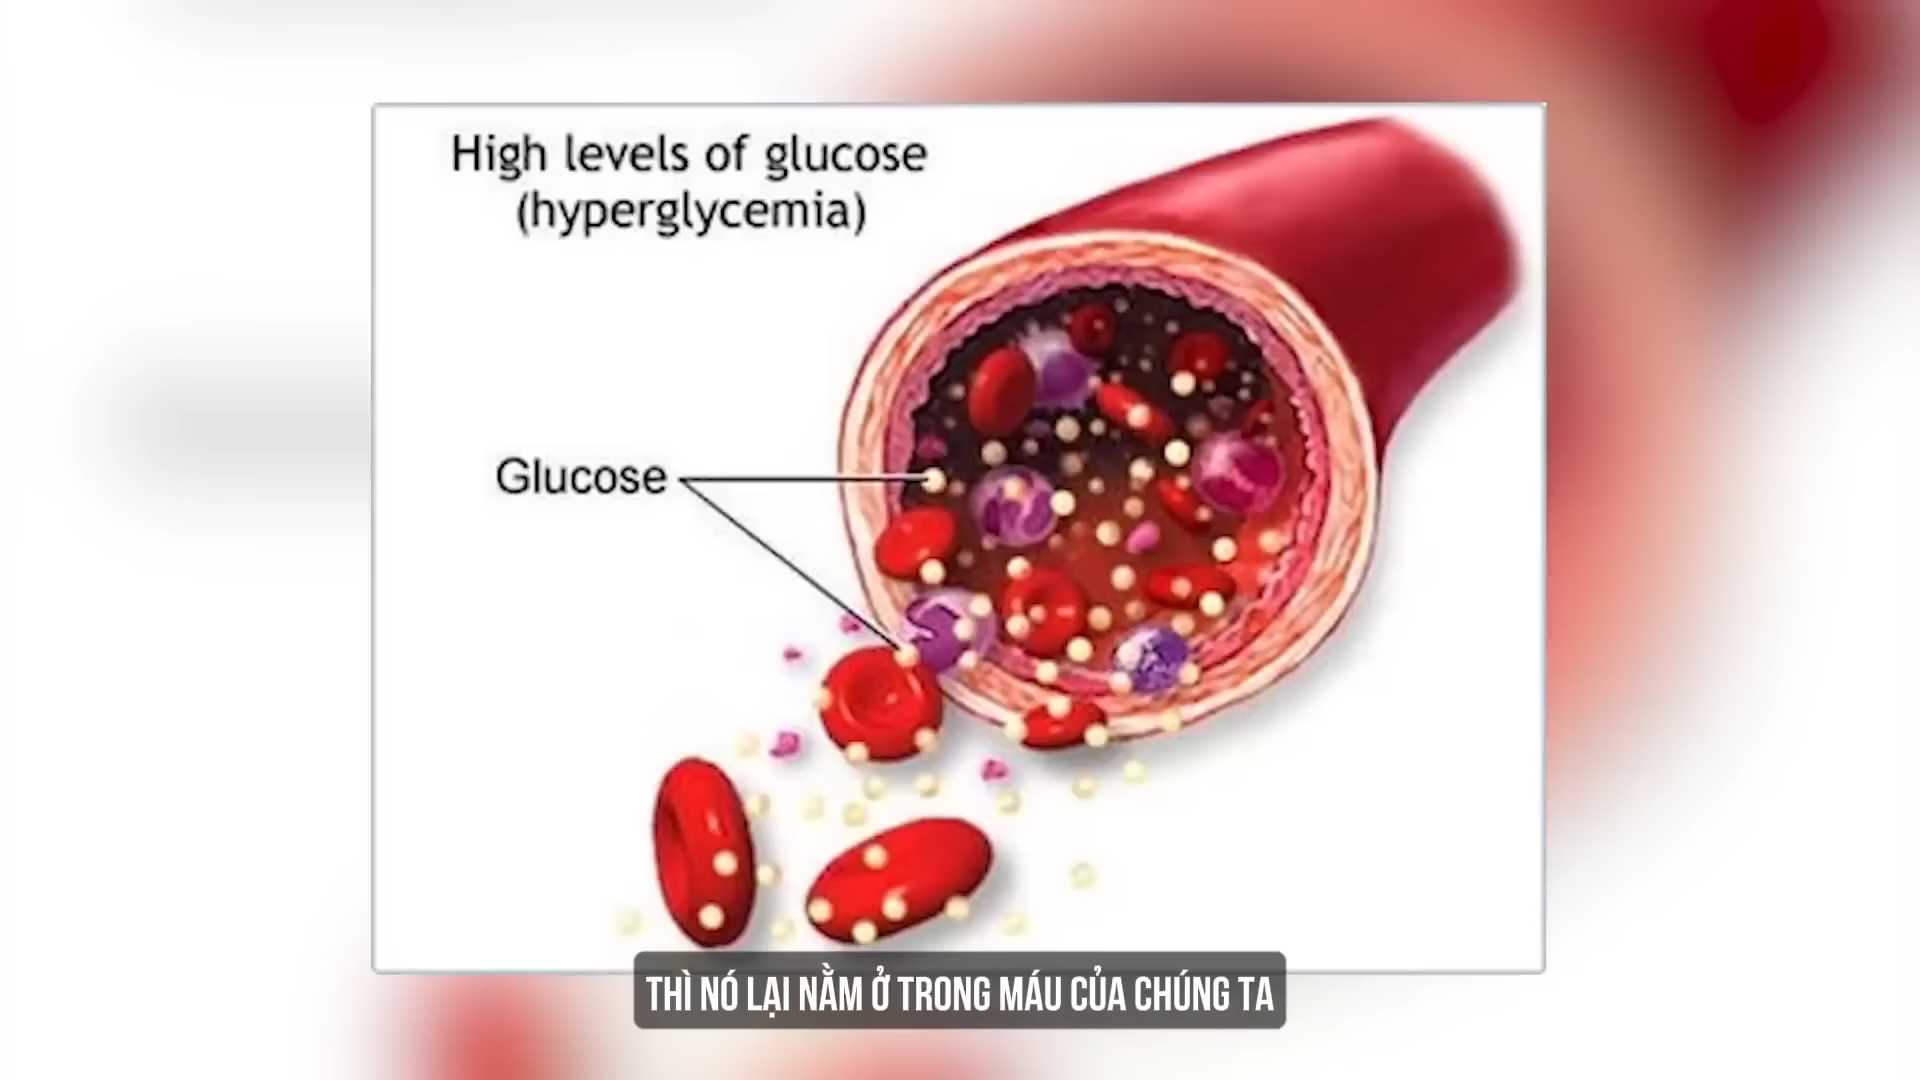 High levels of glucose
(hyperglycemia)
Glucose
THÌ NÓ LẠI NẰM Ở TRONG MÁU CỦA CHÚNG TA